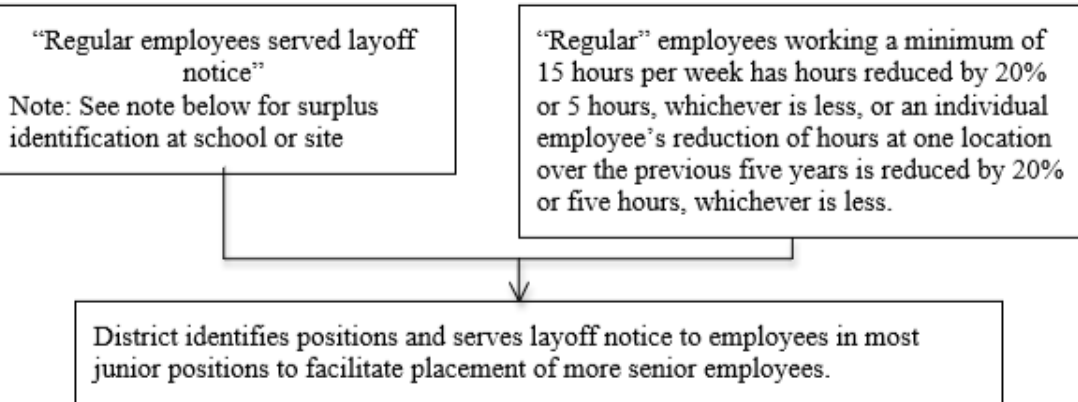 “Regular employees served layoff
notice”
Note: See note below for surplus
identification at school or site
“Regular” employees working a minimum of
15 hours per week has hours reduced by 20%
or 5 hours, whichever is less, or an individual
employee’s reduction of hours at one location
over the previous five years is reduced by 20%
or five hours, whichever is less.
District identifies positions and serves layoff notice to employees in most
junior positions to facilitate placement of more senior employees.